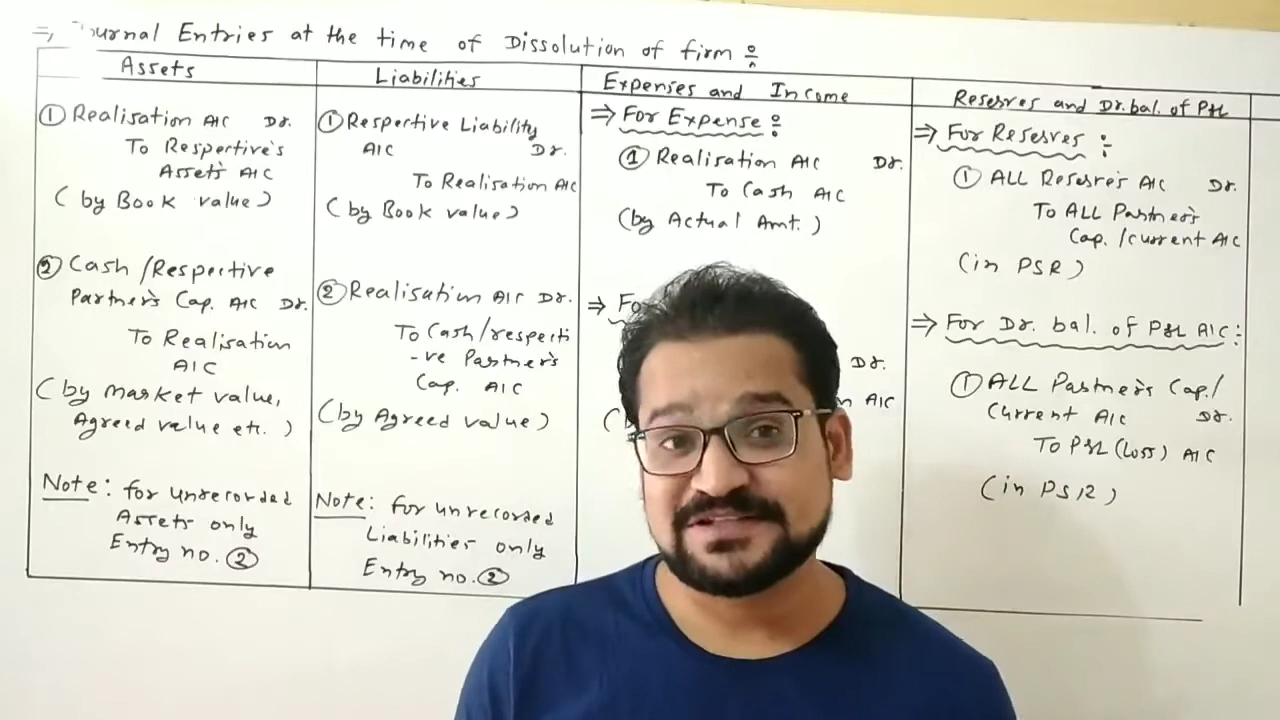 =, Journal Entries at the time of Dissolution of firm :-
Assets
① Realisation A/C Dr.
To Respective's
Assets A/C
(by Book value)
② Cash/Respective
Partner's Cap. A/C Dr.
To Realisation
A/C
(by market value,
Agreed value etc.)
Note: for unrecorded
Assets only
Entry no. ②
Liabilities
① Respective Liability
A/C Dr.
To Realisation A/C
(by Book value)
② Realisation A/C Dr.
To Cash/respecti
-ve Partner's
Cap. A/C
(by Agreed value)
Note: for unrecorded
Liabilities only
Entry no. ②
Expenses and Income
⇒ For Expense :-
① Realisation A/C Dr.
To Cash A/C
(by Actual Amt.)
⇒ Fo
Dr.
A/C
(
Reserves and Dr. bal. of P&L
⇒ For Reserves :-
① ALL Reserve's A/C Dr.
To ALL Partner's
Cap./current A/C
(in PSR)
⇒ For Dr. bal. of P&L A/C :-
① ALL Partner's Cap./
Current A/C Dr.
To P&L (Loss) A/C
(in PSR)